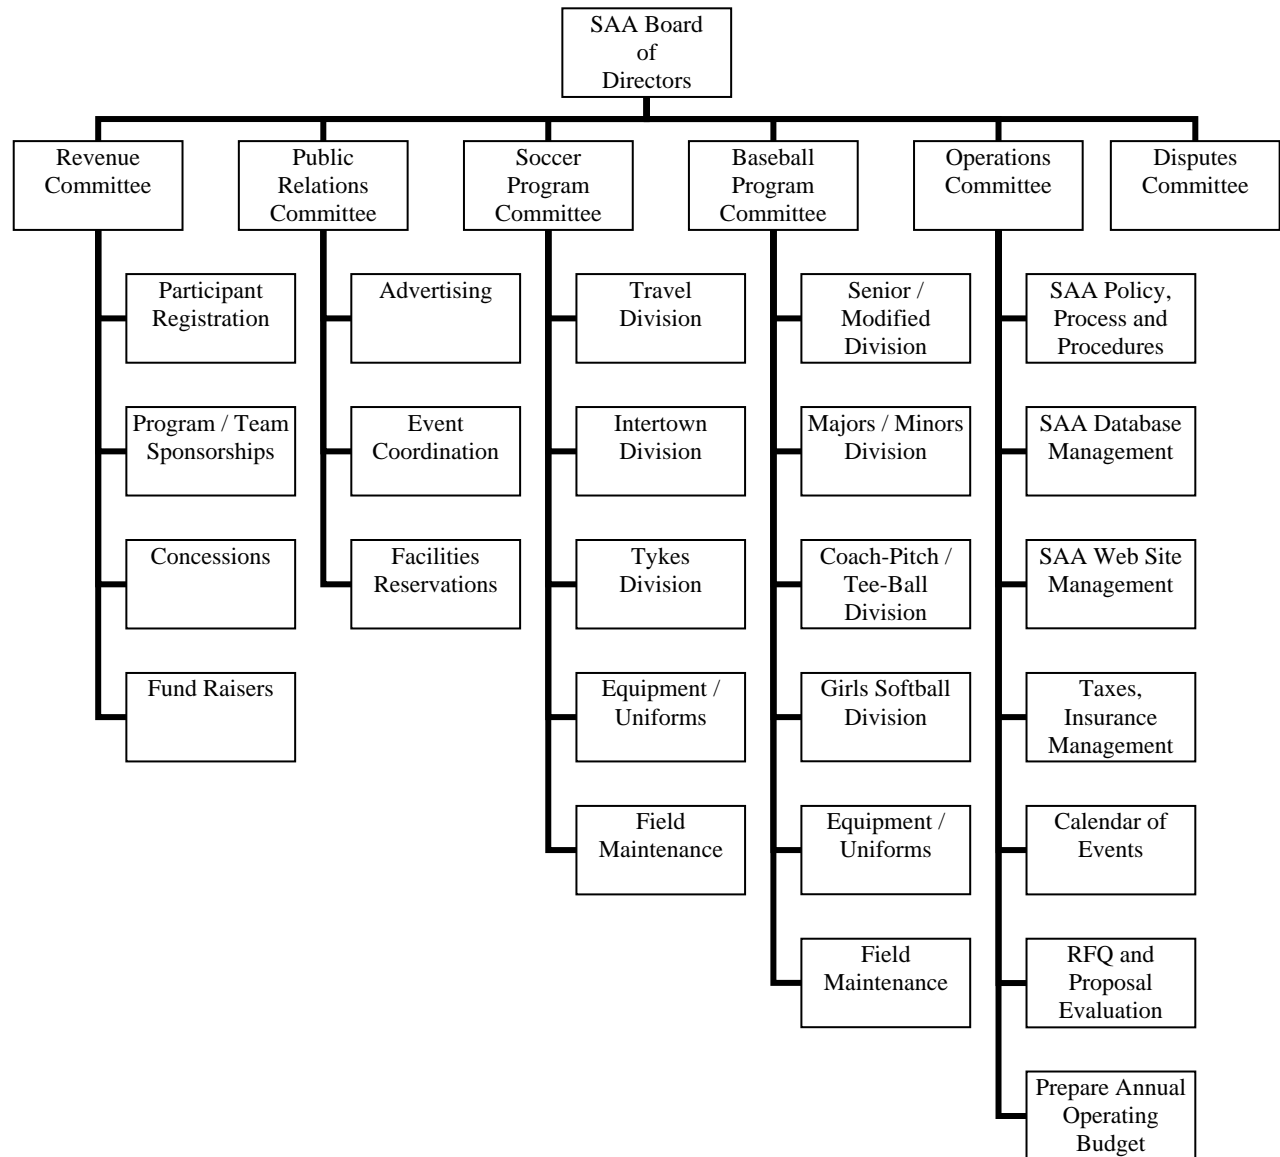 SAA Board
of
Directors
Revenue
Committee
Public
Relations
Committee
Soccer
Program
Committee
Baseball
Program
Committee
Operations
Committee
Disputes
Committee
Participant
Registration
Program / Team
Sponsorships
Concessions
Fund Raisers
Advertising
Event
Coordination
Facilities
Reservations
Travel
Division
Intertown
Division
Tykes
Division
Equipment /
Uniforms
Field
Maintenance
Senior /
Modified
Division
Majors / Minors
Division
Coach-Pitch /
Tee-Ball
Division
Girls Softball
Division
Equipment /
Uniforms
Field
Maintenance
SAA Policy,
Process and
Procedures
SAA Database
Management
SAA Web Site
Management
Taxes,
Insurance
Management
Calendar of
Events
RFQ and
Proposal
Evaluation
Prepare Annual
Operating
Budget